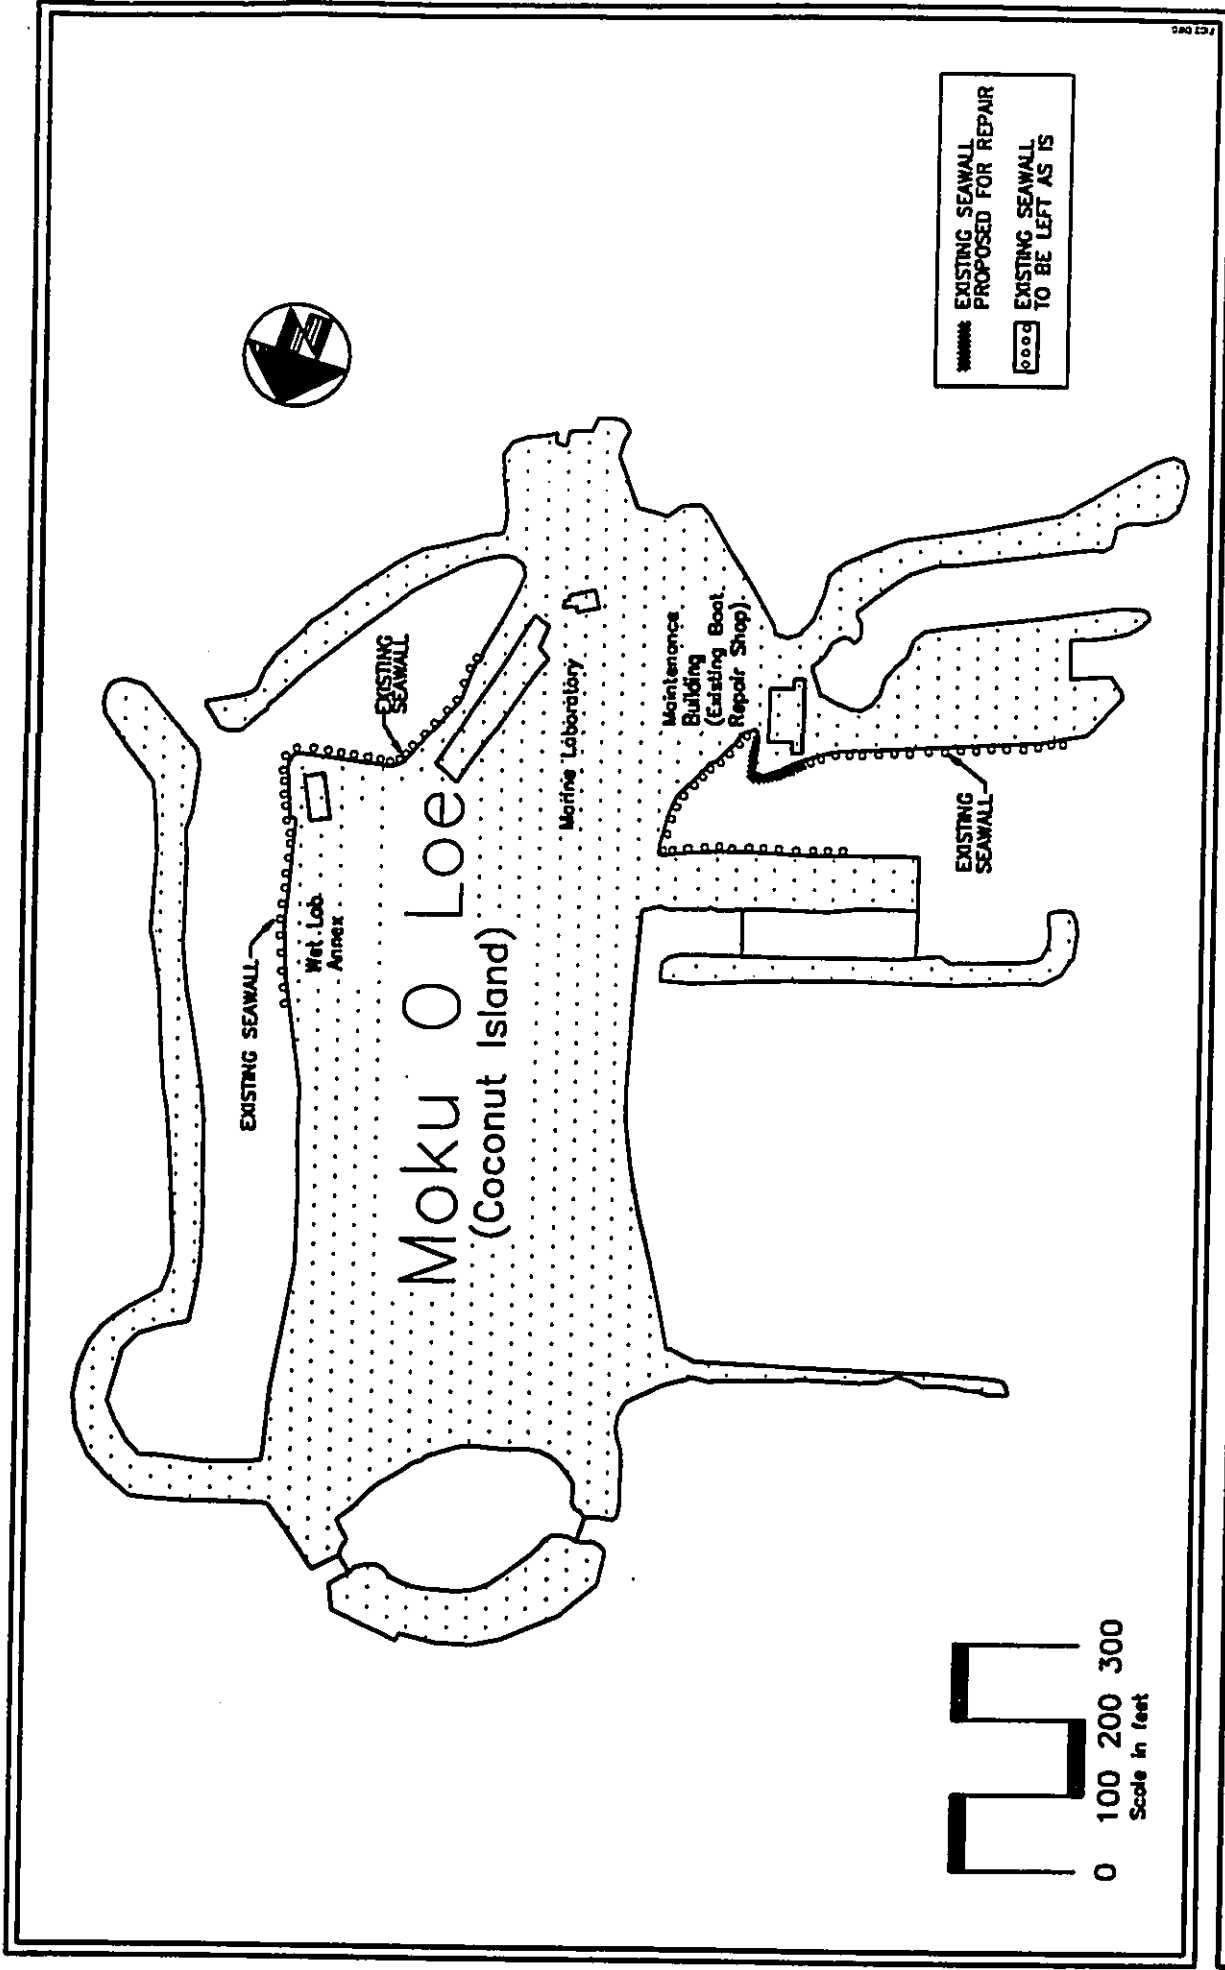 EXISTING SEAWALL
EXISTING
SEAWALL
Wet Lab
Annex
Moku O Loe
(Coconut Island)
Marine Laboratory
Maintenance
Building
(Existing Boat
Repair Shop)
EXISTING
SEAWALL
EXISTING SEAWALL
PROPOSED FOR REPAIR
EXISTING SEAWALL
TO BE LEFT AS IS
0 100 200 300
Scale in feet